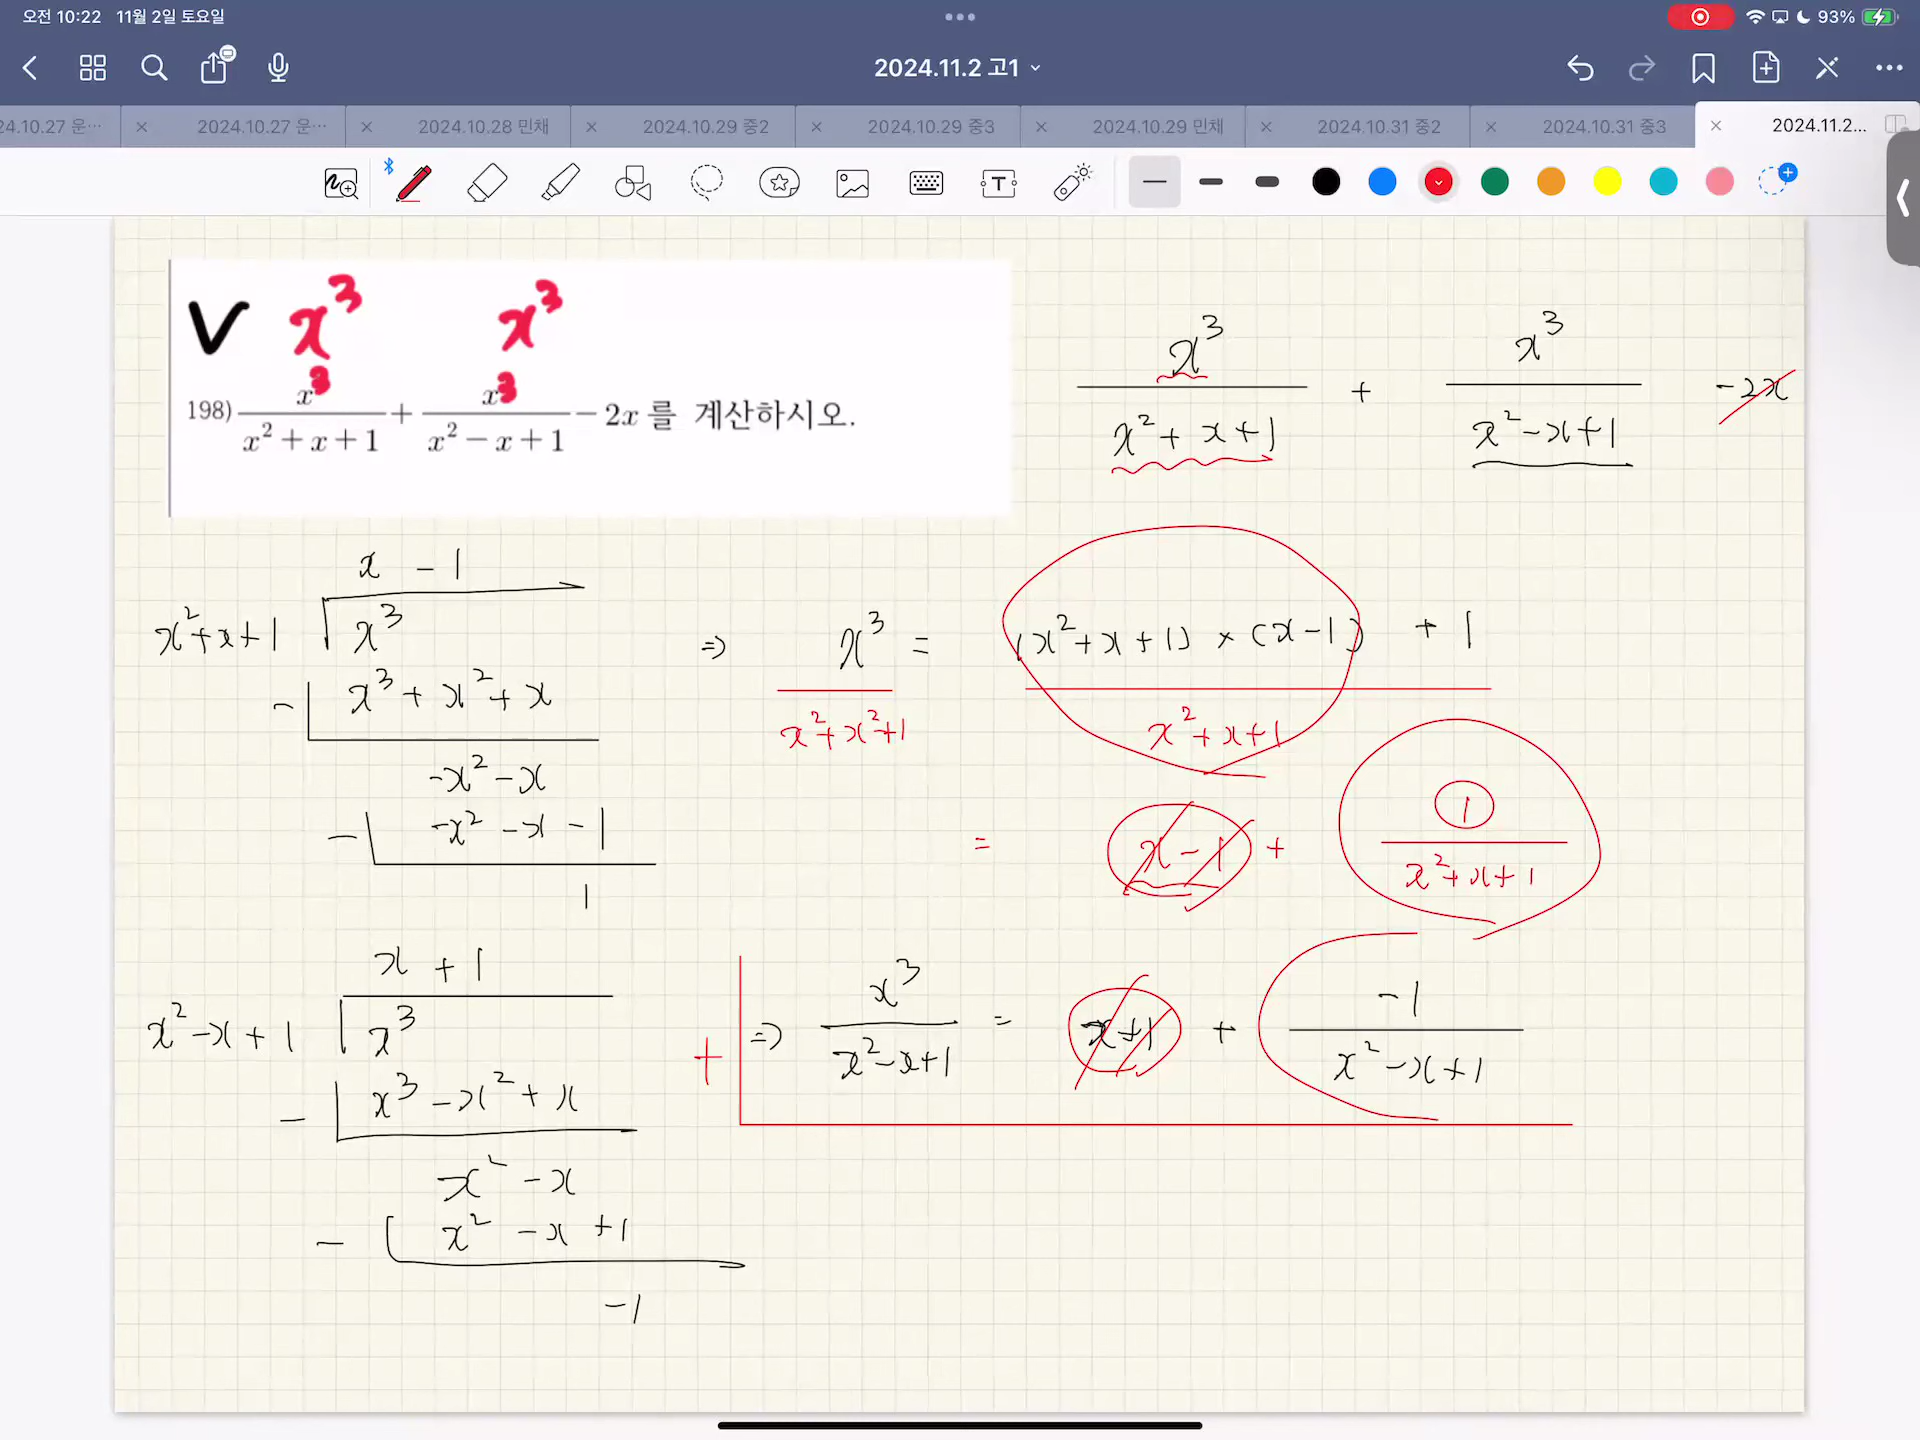 오전 10:22 11월 2일 토요일
93%
2024.11.2 고1
24.10.27 운···
2024.10.27 운···
2024.10.28 민채
2024.10.29 중2
2024.10.29 중3
2024.10.29 민채
2024.10.31 중2
2024.10.31 중3
2024.11.2...
V x³ x³
198) x³/(x² + x + 1) + x³/(x² − x + 1) − 2x 를 계산하시오.
x³/(x² + x + 1) + x³/(x² − x + 1) − 2x
x − 1
x² + x + 1 x³
− x³ + x² + x
−x² − x
− −x² − x − 1
1
⇒ x³/(x² + x² + 1) = ((x² + x + 1) × (x − 1) + 1)/(x² + x + 1)
= x − 1 + 1/(x² + x + 1)
x + 1
x² − x + 1 x³
− x³ − x² + x
x² − x
− x² − x + 1
−1
+ ⇒ x³/(x² − x + 1) = x + 1 + −1/(x² − x + 1)